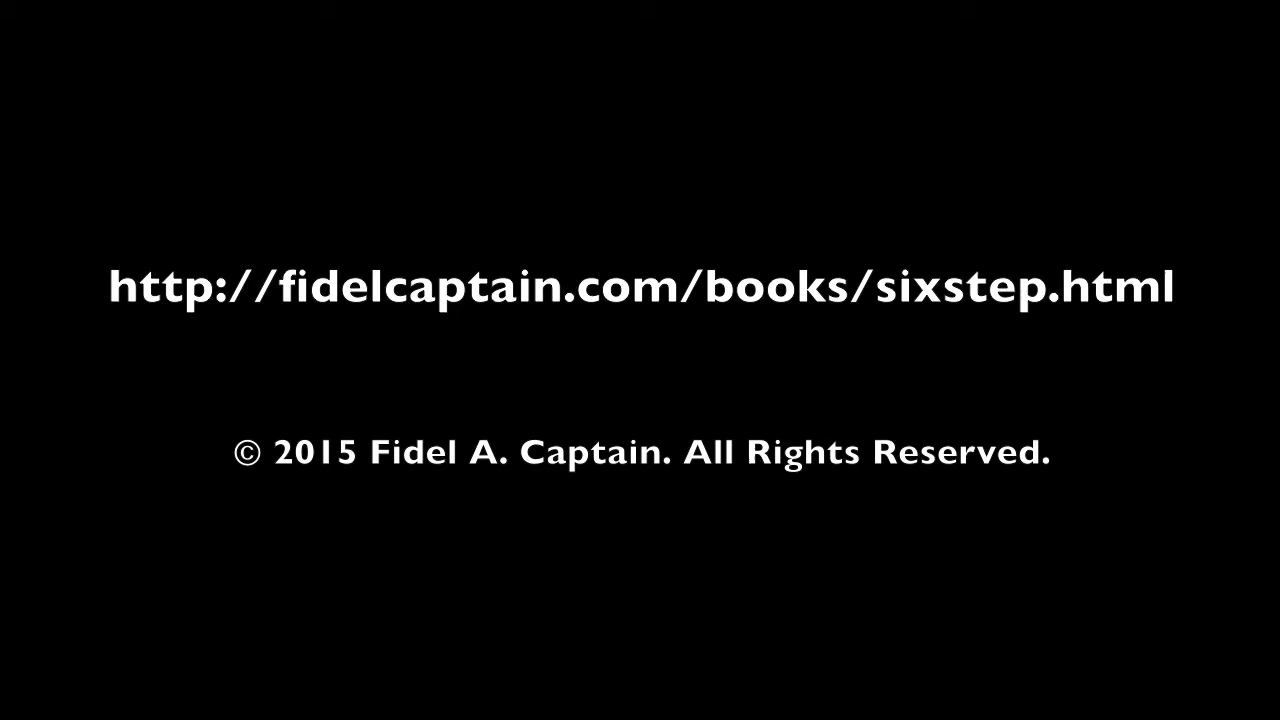 http://fidelcaptain.com/books/sixstep.html
© 2015 Fidel A. Captain. All Rights Reserved.